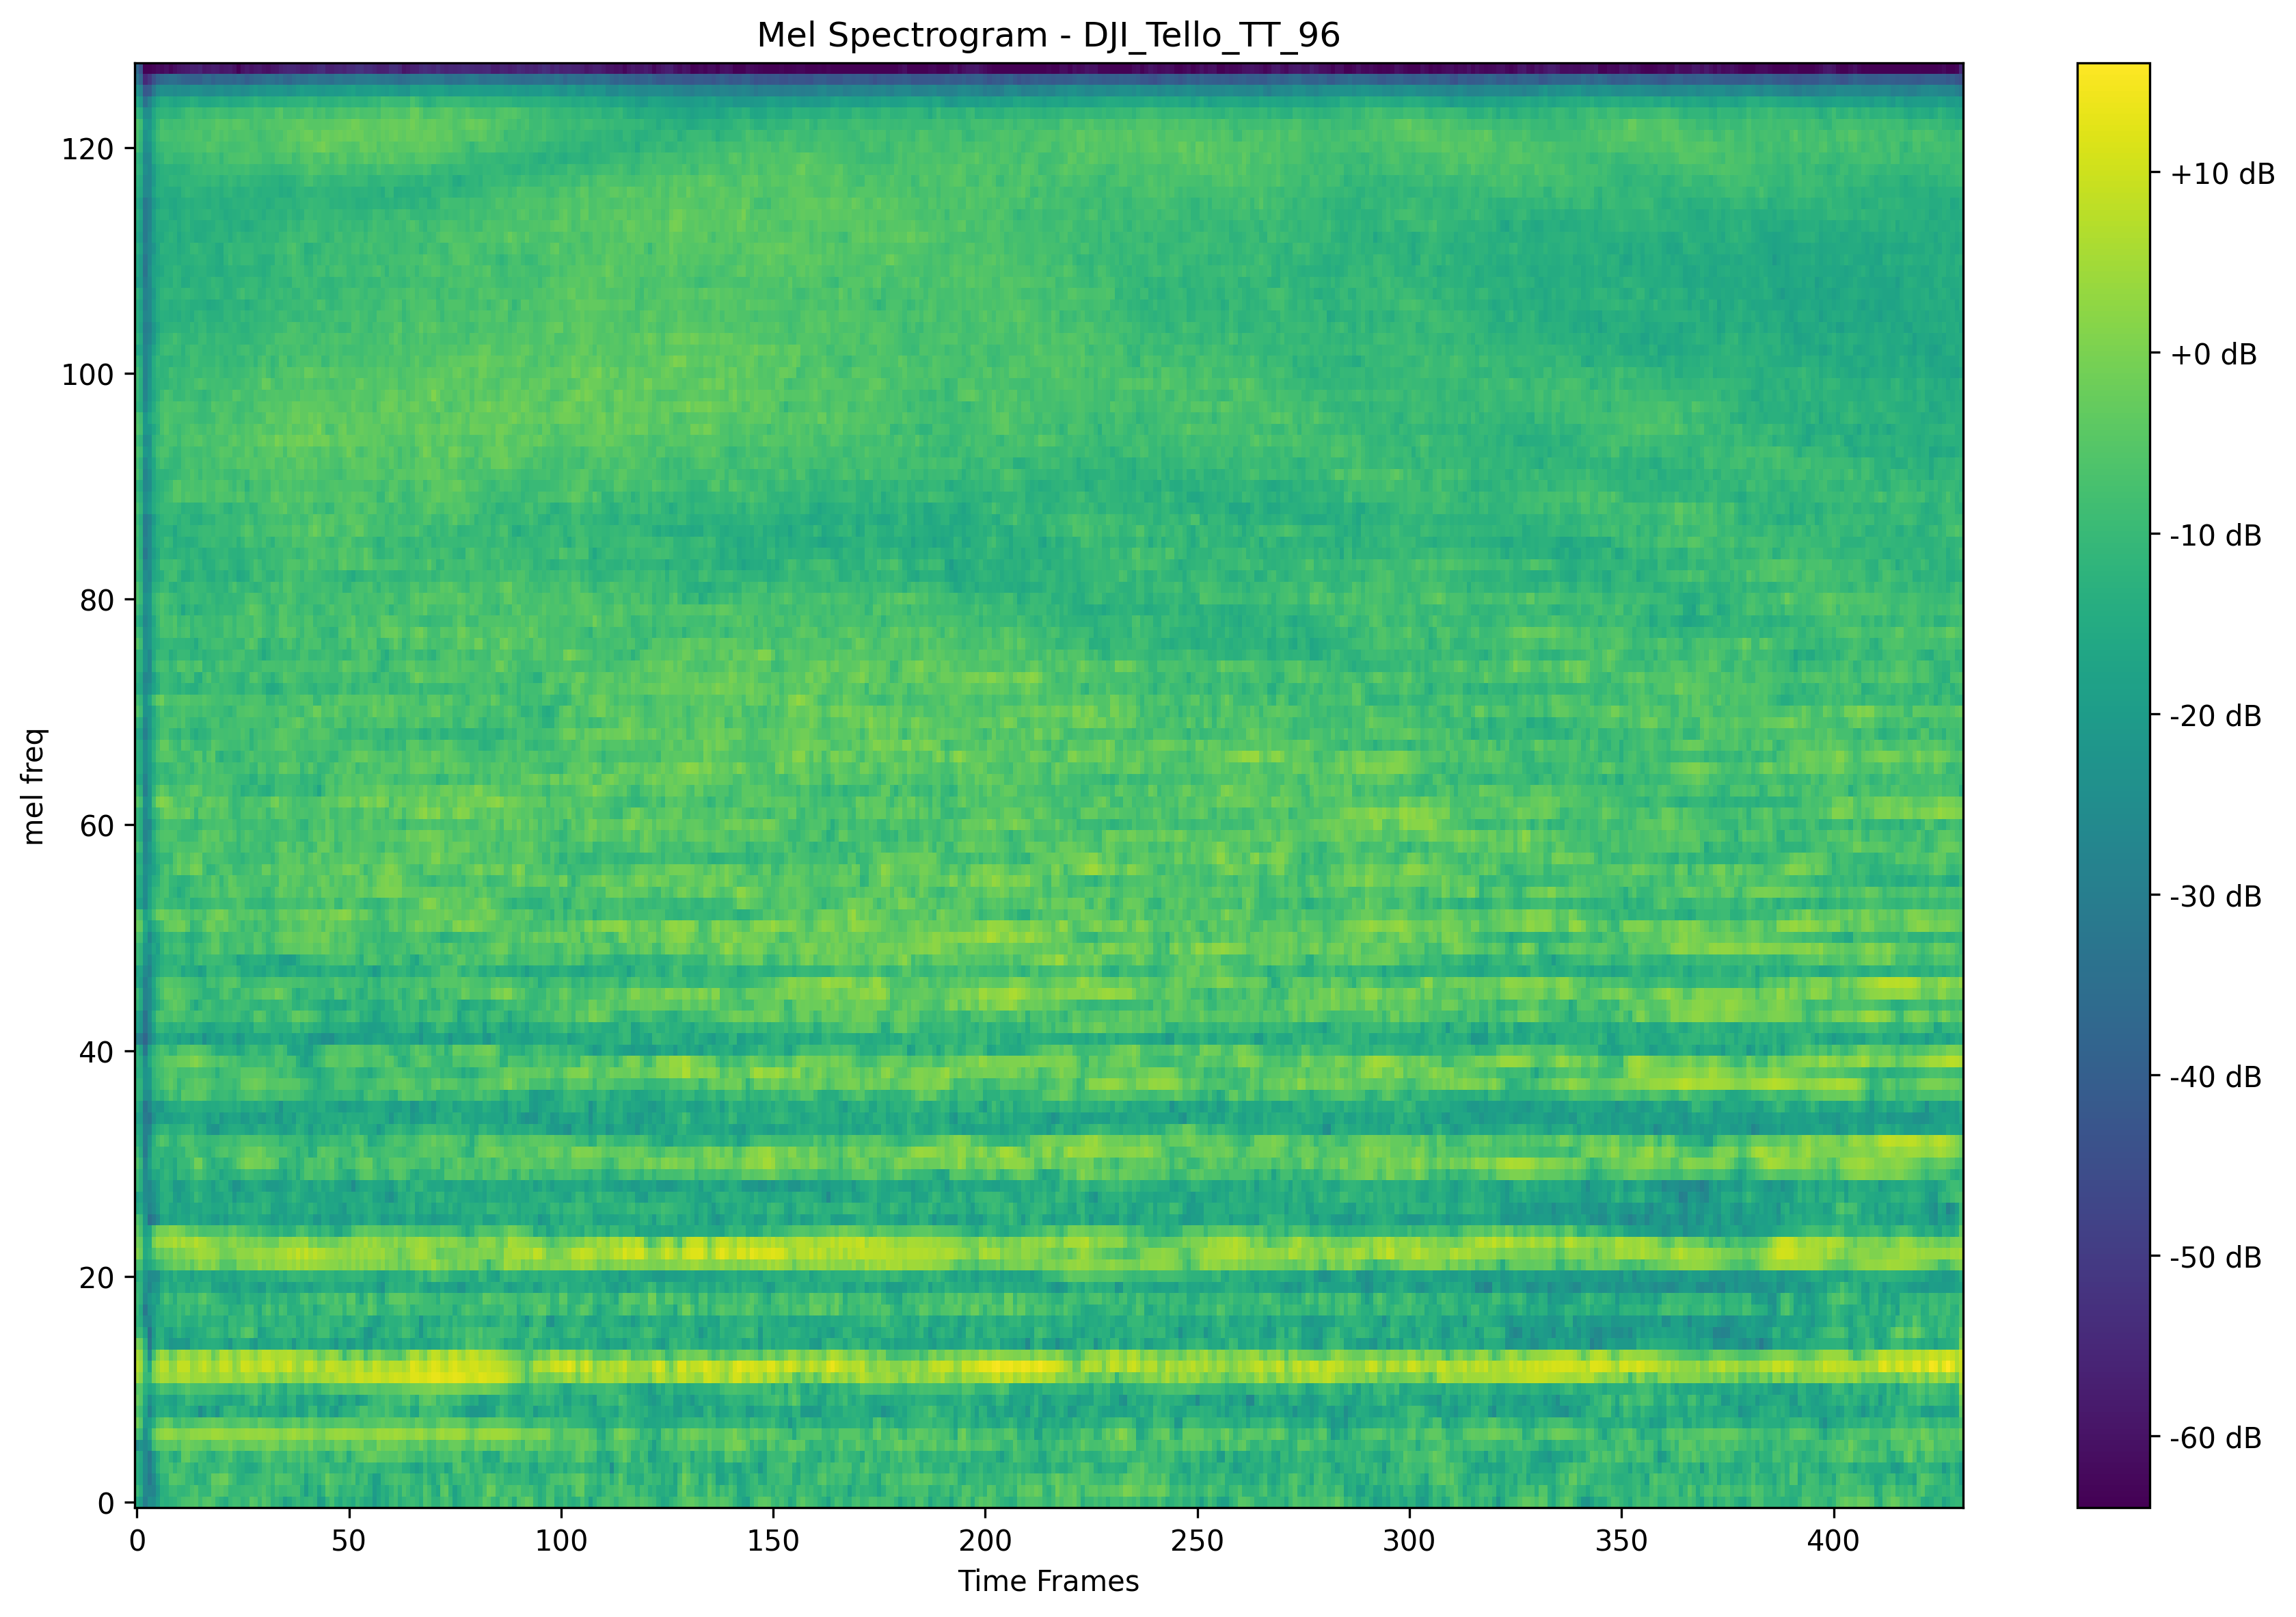 Mel Spectrogram - DJI_Tello_TT_96
120
100
80
60
40
20
0
mel freq
0 50 100 150 200 250 300 350 400
Time Frames
+10 dB
+0 dB
-10 dB
-20 dB
-30 dB
-40 dB
-50 dB
-60 dB